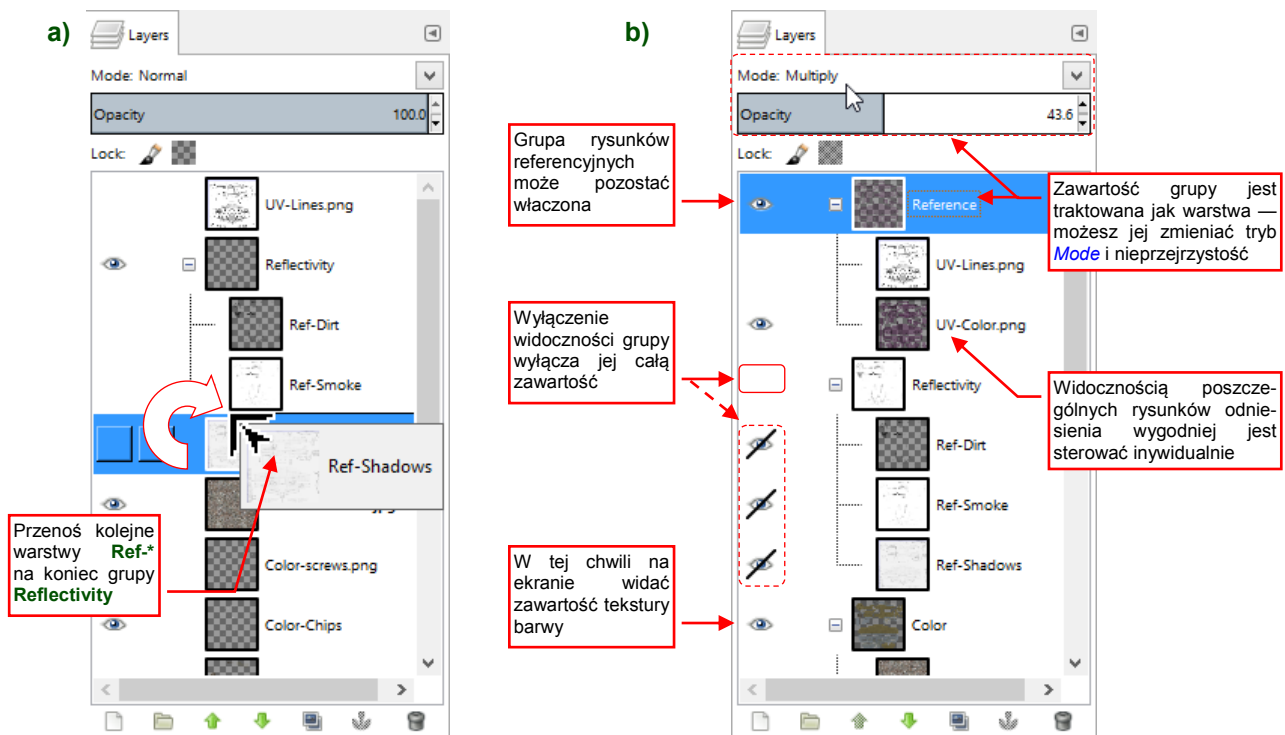 a)
Layers
Mode: Normal
Opacity 100.0
Lock:
UV-Lines.png
Reflectivity
Ref-Dirt
Ref-Smoke
Ref-Shadows
Color-screws.png
Color-Chips
Przenoś kolejne
warstwy Ref-*
na koniec grupy
Reflectivity
b)
Layers
Mode: Multiply
Opacity 43.6
Lock:
Reference
UV-Lines.png
UV-Color.png
Reflectivity
Ref-Dirt
Ref-Smoke
Ref-Shadows
Color
Grupa rysunków
referencyjnych
może pozostać
włączona
Wyłączenie
widoczności grupy
wyłącza jej całą
zawartość
W tej chwili na
ekranie widać
zawartość tekstury
barwy
Zawartość grupy jest
traktowana jak warstwa —
możesz jej zmieniać tryb
Mode i nieprzejrzystość
Widocznością poszcze-
gólnych rysunków odnie-
sienia wygodniej jest
sterować inywidualnie